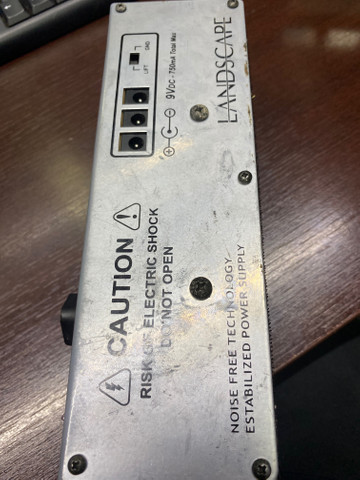 LANDSCAPE
GND
LIFT
9VDC - 750mA Total Max
CAUTION
RISK OF ELECTRIC SHOCK
DO NOT OPEN
NOISE FREE TECHNOLOGY
ESTABILIZED POWER SUPPLY